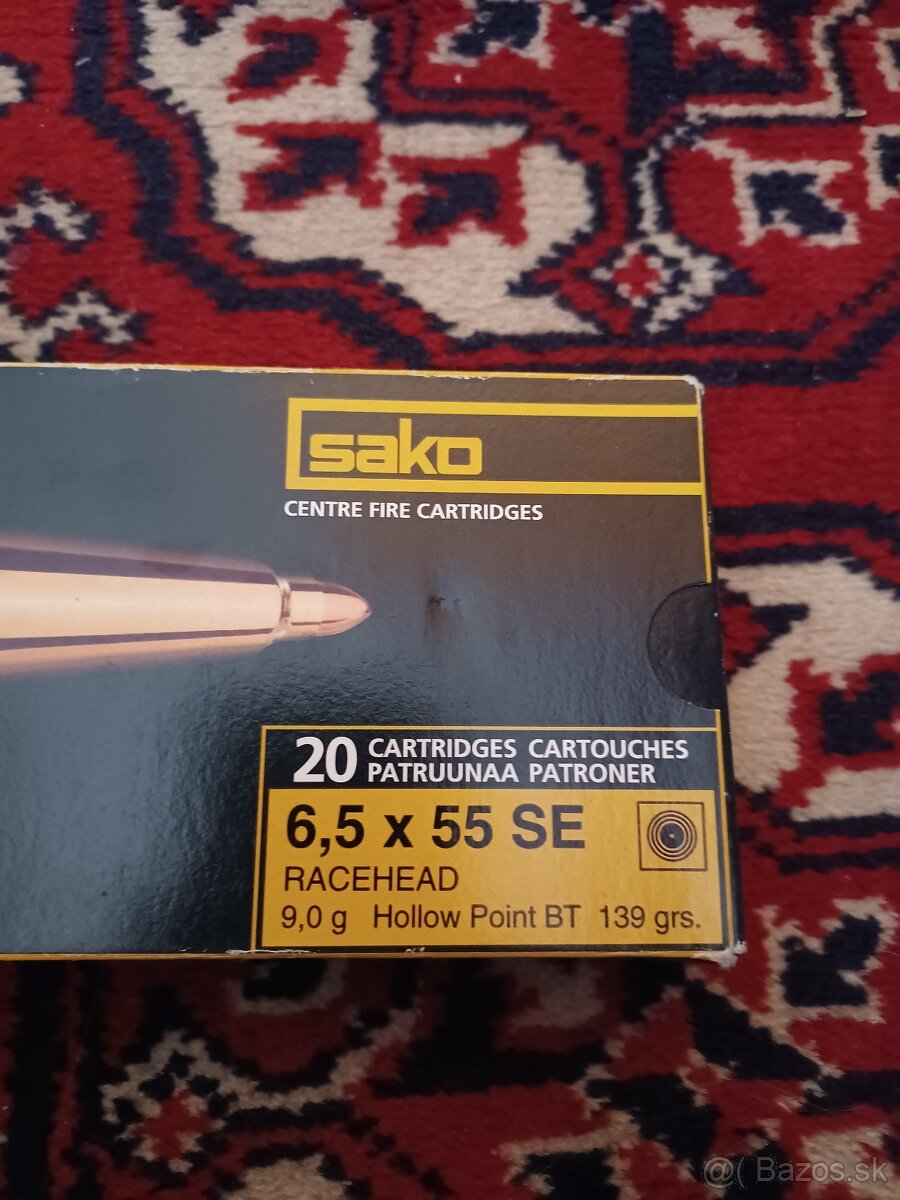 sako
CENTRE FIRE CARTRIDGES
20 CARTRIDGES CARTOUCHES
PATRUUNAA PATRONER
6,5 x 55 SE
RACEHEAD
9,0 g Hollow Point BT 139 grs.
@( Bazos.sk